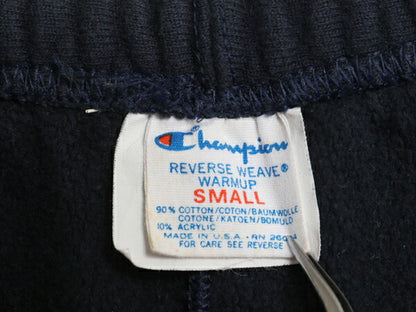 Champion
REVERSE WEAVE®
WARMUP
SMALL
90% COTTON/COTON/BAUMWOLLE
COTONE/KATOEN/BOMULD
10% ACRYLIC
MADE IN U.S.A. - RN
FOR CARE SEE REVERSE